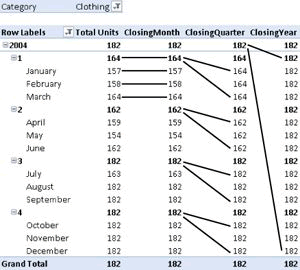 Category Clothing
Row Labels Total Units ClosingMonth ClosingQuarter ClosingYear
2004 182 182 182 182
1 164 164 164 182
January 157 157 164 182
February 158 158 164 182
March 164 164 164 182
2 162 162 162 182
April 159 159 162 182
May 154 154 162 182
June 162 162 162 182
3 182 182 182 182
July 163 163 182 182
August 182 182 182 182
September 182 182 182 182
4 182 182 182 182
October 182 182 182 182
November 182 182 182 182
December 182 182 182 182
Grand Total 182 182 182 182